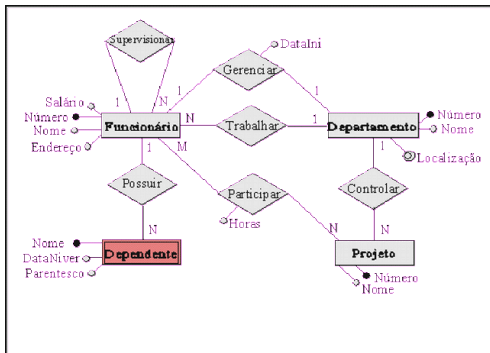 Supervisionar
DataIni
1 N 1 Gerenciar 1
Salário
Número
Nome
Endereço
Funcionário
N
Trabalhar
1
Departamento
Número
Nome
Localização
1 M 1
Possuir
Participar
Horas
Controlar
N N N
Nome
DataNiver
Parentesco
Dependente
Projeto
Número
Nome